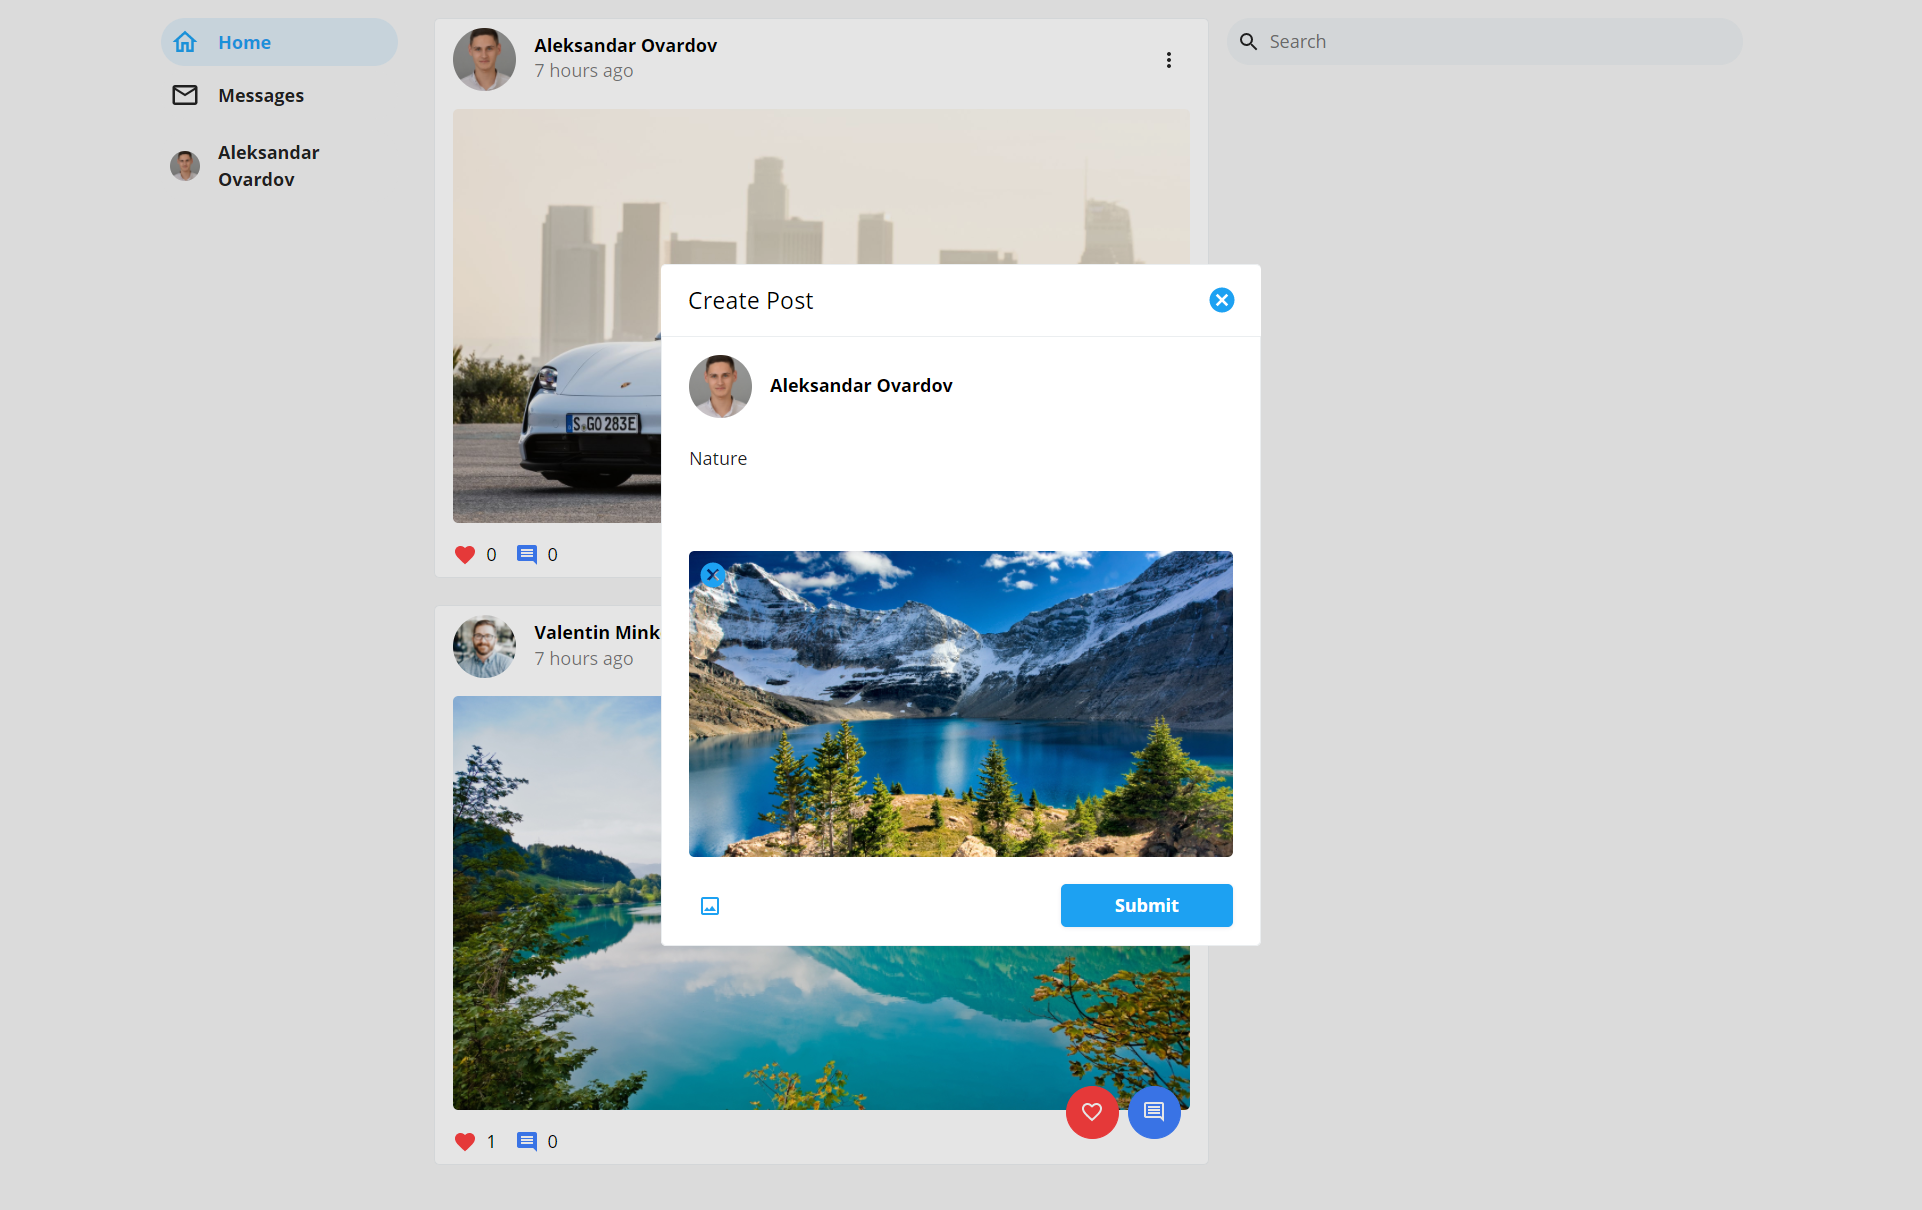 Home
Messages
Aleksandar
Ovardov
Aleksandar Ovardov
7 hours ago
Search
S GO 283E
0 0
Create Post
Aleksandar Ovardov
Nature
Submit
Valentin Mink
7 hours ago
1 0